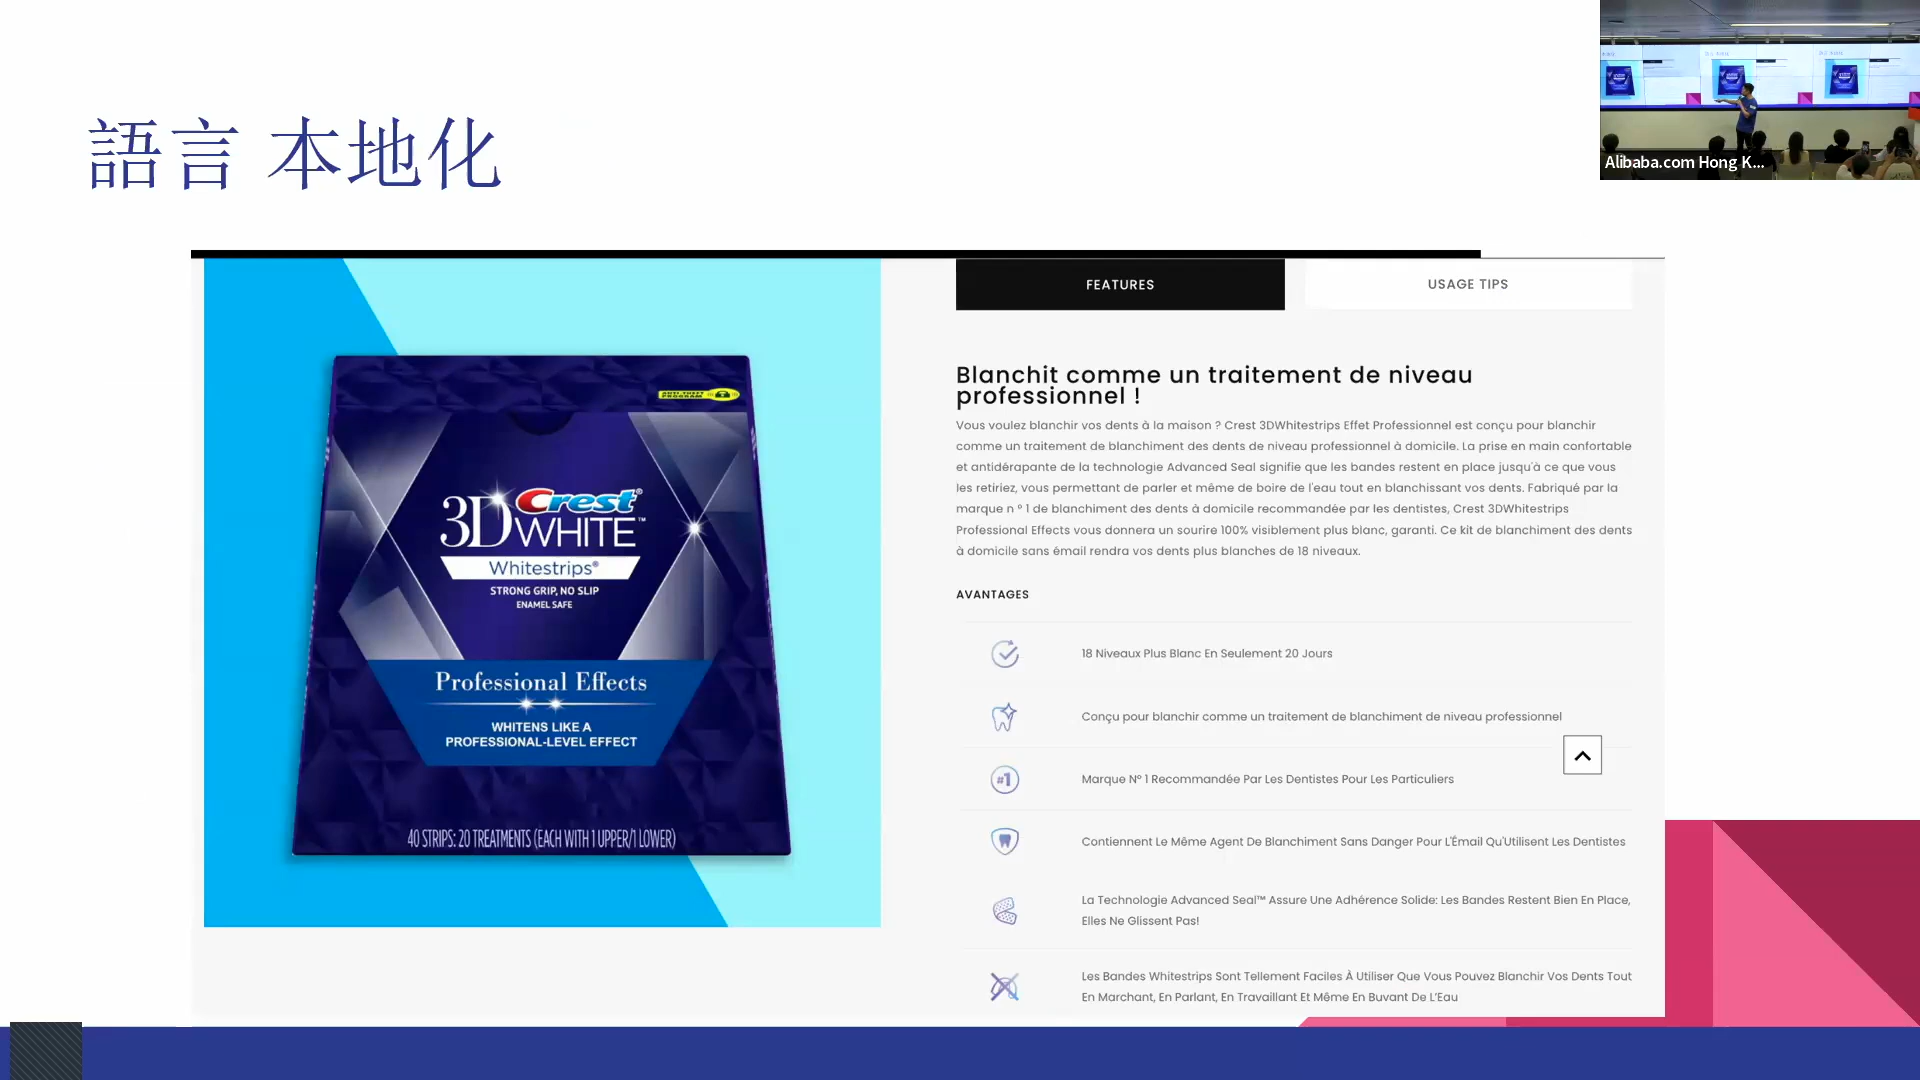 語言 本地化
Alibaba.com Hong K...
FEATURES
USAGE TIPS
ANTI-THEFT
PROGRAM
Crest
3D WHITE™
Whitestrips®
STRONG GRIP, NO SLIP
ENAMEL SAFE
Professional Effects
WHITENS LIKE A
PROFESSIONAL-LEVEL EFFECT
40 STRIPS: 20 TREATMENTS (EACH WITH 1 UPPER/1 LOWER)
Blanchit comme un traitement de niveau
professionnel !
Vous voulez blanchir vos dents à la maison ? Crest 3DWhitestrips Effet Professionnel est conçu pour blanchir
comme un traitement de blanchiment des dents de niveau professionnel à domicile. La prise en main confortable
et antidérapante de la technologie Advanced Seal signifie que les bandes restent en place jusqu'à ce que vous
les retiriez, vous permettant de parler et même de boire de l'eau tout en blanchissant vos dents. Fabriqué par la
marque n ° 1 de blanchiment des dents à domicile recommandée par les dentistes, Crest 3DWhitestrips
Professional Effects vous donnera un sourire 100% visiblement plus blanc, garanti. Ce kit de blanchiment des dents
à domicile sans émail rendra vos dents plus blanches de 18 niveaux.
AVANTAGES
18 Niveaux Plus Blanc En Seulement 20 Jours
Conçu pour blanchir comme un traitement de blanchiment de niveau professionnel
#1
Marque N° 1 Recommandée Par Les Dentistes Pour Les Particuliers
Contiennent Le Même Agent De Blanchiment Sans Danger Pour L'Émail Qu'Utilisent Les Dentistes
La Technologie Advanced Seal™ Assure Une Adhérence Solide: Les Bandes Restent Bien En Place,
Elles Ne Glissent Pas!
Les Bandes Whitestrips Sont Tellement Faciles À Utiliser Que Vous Pouvez Blanchir Vos Dents Tout
En Marchant, En Parlant, En Travaillant Et Même En Buvant De L'Eau